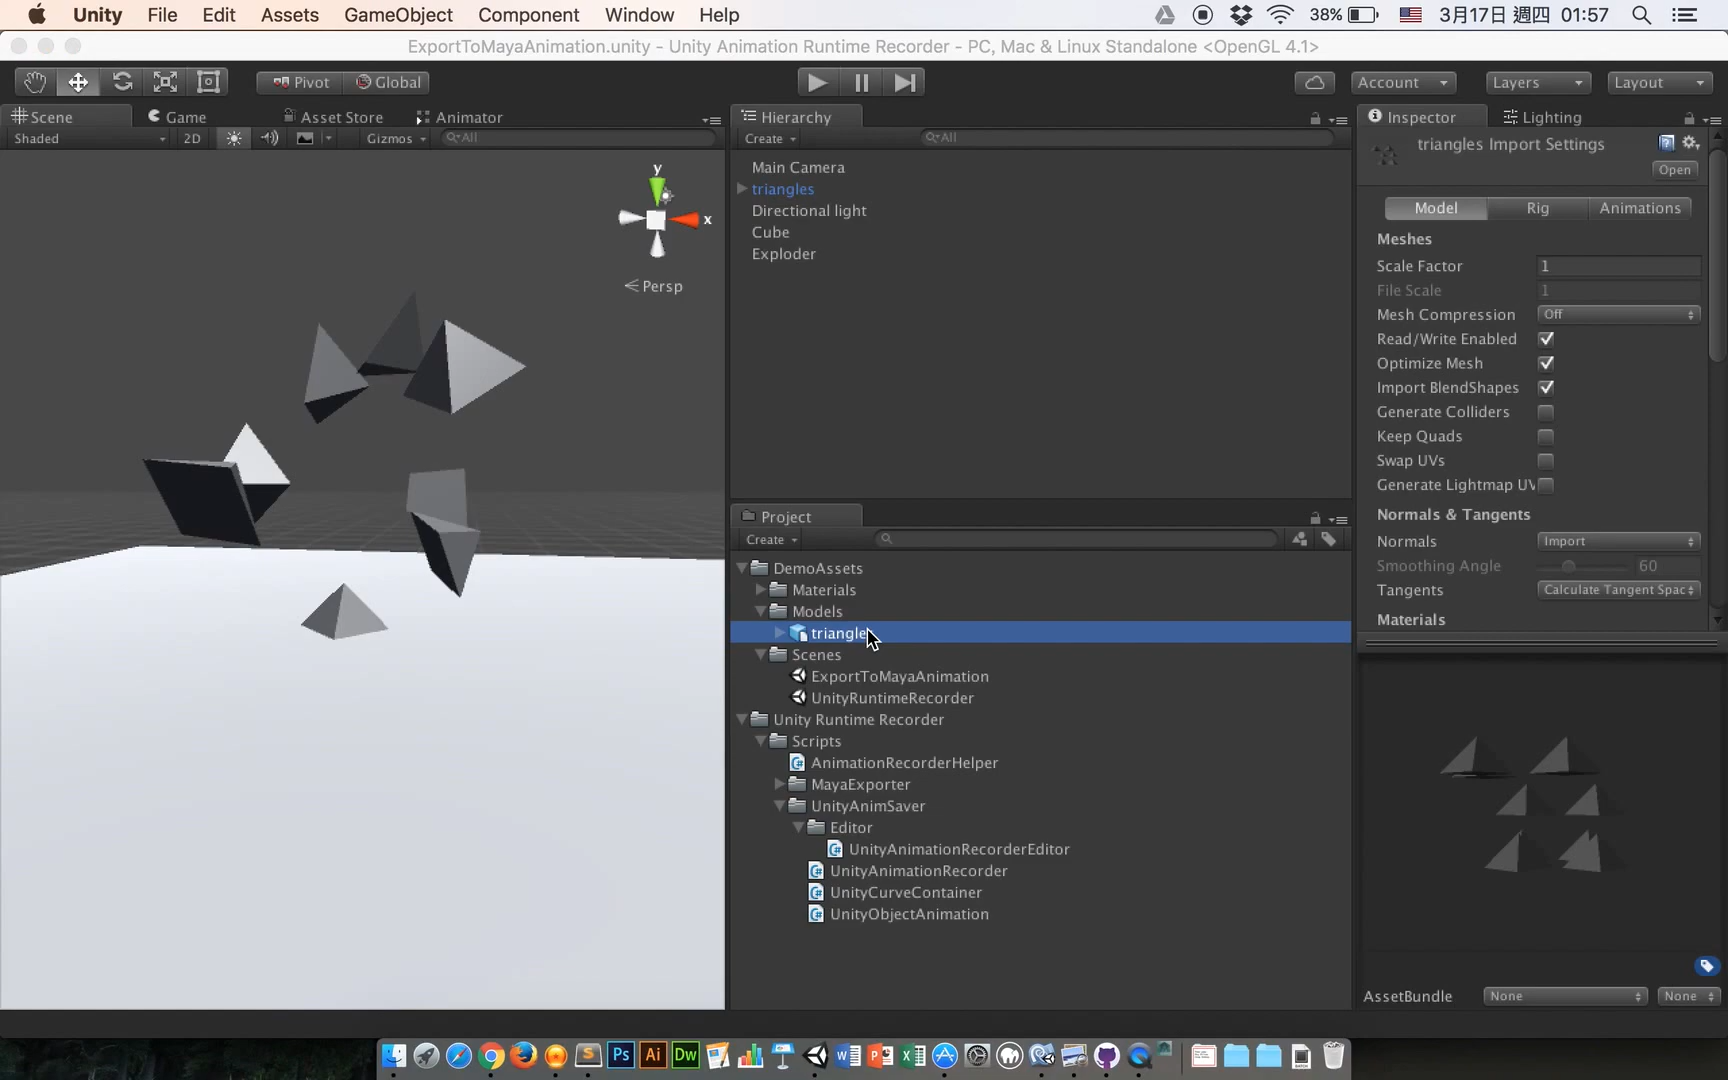 Unity File Edit Assets GameObject Component Window Help 38% 3月17日 週四 01:57
ExportToMayaAnimation.unity - Unity Animation Runtime Recorder - PC, Mac & Linux Standalone <OpenGL 4.1>
Pivot Global Account Layers Layout
Scene Game Asset Store Animator
Shaded 2D Gizmos All
y
x
Persp
Hierarchy
Create All
Main Camera
triangles
Directional light
Cube
Exploder
Project
Create
DemoAssets
Materials
Models
triangle
Scenes
ExportToMayaAnimation
UnityRuntimeRecorder
Unity Runtime Recorder
Scripts
AnimationRecorderHelper
MayaExporter
UnityAnimSaver
Editor
UnityAnimationRecorderEditor
UnityAnimationRecorder
UnityCurveContainer
UnityObjectAnimation
Inspector Lighting
triangles Import Settings
Open
Model Rig Animations
Meshes
Scale Factor 1
File Scale 1
Mesh Compression Off
Read/Write Enabled
Optimize Mesh
Import BlendShapes
Generate Colliders
Keep Quads
Swap UVs
Generate Lightmap UV
Normals & Tangents
Normals Import
Smoothing Angle 60
Tangents Calculate Tangent Spac
Materials
AssetBundle None None
Ps Ai Dw